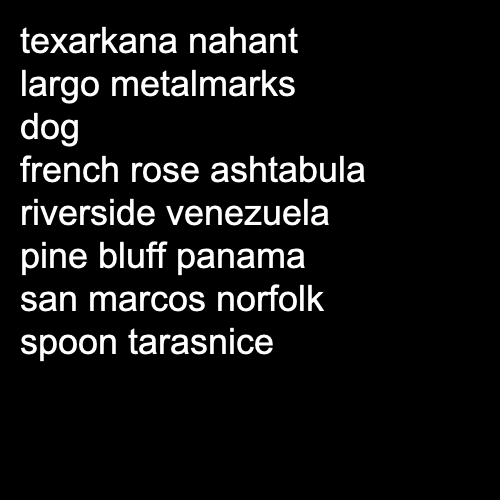 texarkana nahant
largo metalmarks
dog
french rose ashtabula
riverside venezuela
pine bluff panama
san marcos norfolk
spoon tarasnice